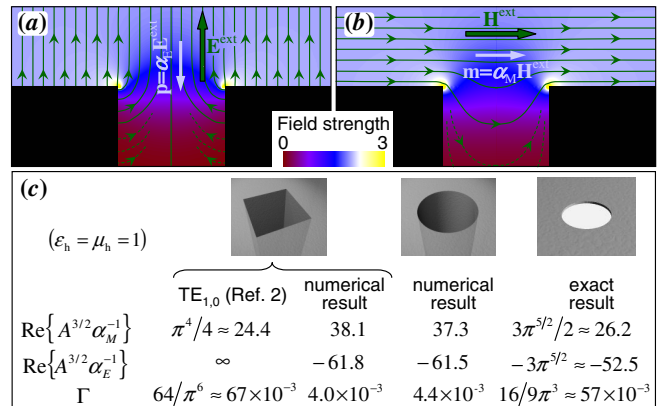 (a)
E^ext
p=α_E E^ext
(b)
H^ext
m=α_M H^ext
Field strength
0 3
(c)
(ε_h = μ_h = 1)
TE_1,0 (Ref. 2) numerical result numerical result exact result
Re{A^3/2 α_M^-1} π^4/4 ≈ 24.4 38.1 37.3 3π^5/2/2 ≈ 26.2
Re{A^3/2 α_E^-1} ∞ −61.8 −61.5 −3π^5/2 ≈ −52.5
Γ 64/π^6 ≈ 67×10^-3 4.0×10^-3 4.4×10^-3 16/9π^3 ≈ 57×10^-3